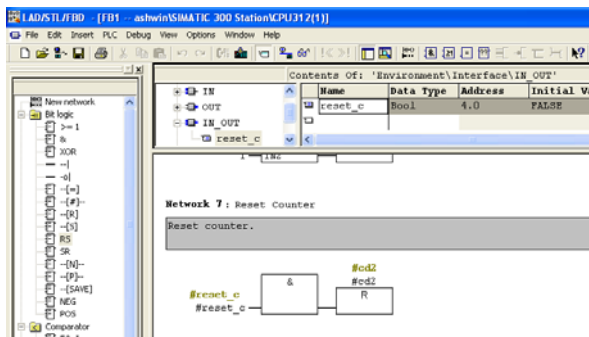 LAD/STL/FBD - [FB1 -- ashwin\SIMATIC 300 Station\CPU312(1)]
File Edit Insert PLC Debug View Options Window Help
Contents Of: 'Environment\Interface\IN_OUT'
IN
OUT
IN_OUT
reset_c
Name Data Type Address Initial Va
reset_c Bool 4.0 FALSE
New network
Bit logic
>=1
&
XOR
--|
-o|
--[=]
--[#]--
--[R]
--[S]
RS
SR
--[N]--
--[P]--
--[SAVE]
NEG
POS
Comparator
1 IN2
Network 7: Reset Counter
Reset counter.
&
#cd2
#cd2
R
#reset_c
#reset_c